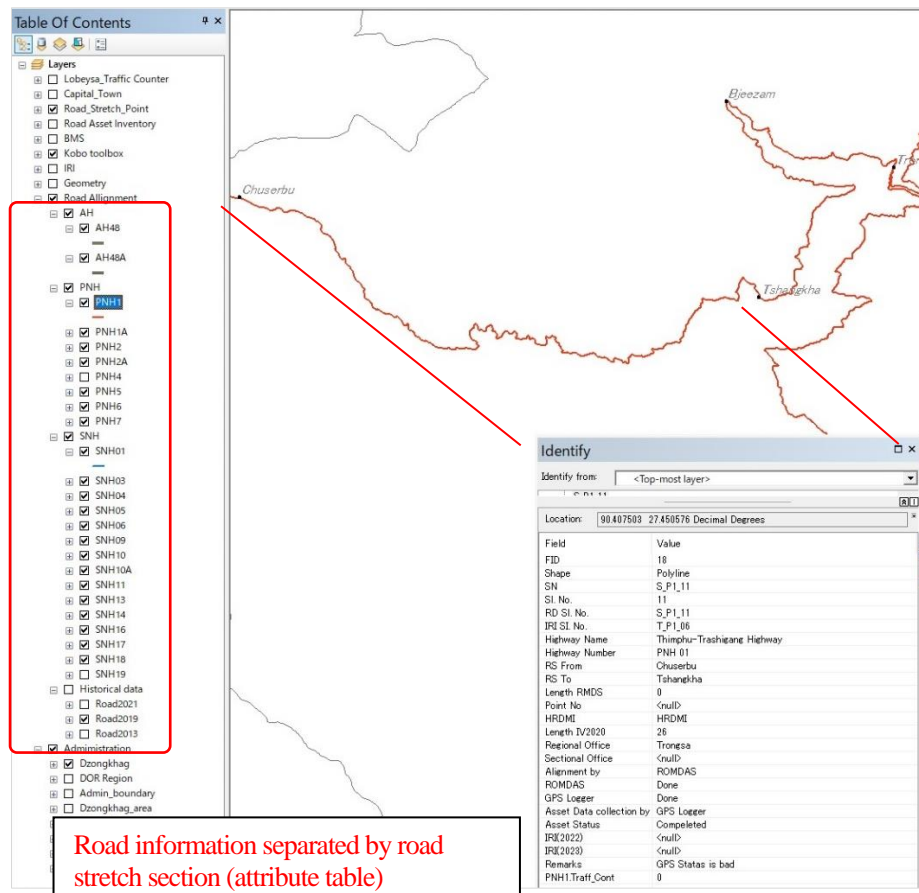 Table Of Contents
Layers
Lobeysa_Traffic Counter
Capital_Town
Road_Stretch_Point
Road Asset Inventory
BMS
Kobo toolbox
IRI
Geometry
Road Allignment
AH
AH48
AH48A
PNH
PNH1
PNH1A
PNH2
PNH2A
PNH4
PNH5
PNH6
PNH7
SNH
SNH01
SNH03
SNH04
SNH05
SNH06
SNH09
SNH10
SNH10A
SNH11
SNH13
SNH14
SNH16
SNH17
SNH18
SNH19
Historical data
Road2021
Road2019
Road2013
Admimistration
Dzongkhag
DOR Region
Admin_boundary
Dzongkhag_area
Road information separated by road
stretch section (attribute table)
Bjeezam
Chuserbu
Tshangkha
Identify
Identify from: <Top-most layer>
Location: 90.407503 27.450576 Decimal Degrees
Field Value
FID 18
Shape Polyline
SN S_P1_11
Sl. No. 11
RD Sl. No. S_P1_11
IRI Sl. No. T_P1_06
Highway Name Thimphu-Trashigang Highway
Highway Number PNH 01
RS From Chuserbu
RS To Tshangkha
Length RMDS 0
Point No <null>
HRDMI HRDMI
Length IV2020 26
Regional Office Trongsa
Sectional Office <null>
Alignment by ROMDAS
ROMDAS Done
GPS Logger Done
Asset Data collection by GPS Logger
Asset Status Compeleted
IRI(2022) <null>
IRI(2023) <null>
Remarks GPS Status is bad
PNH1.Traff_Cont 0